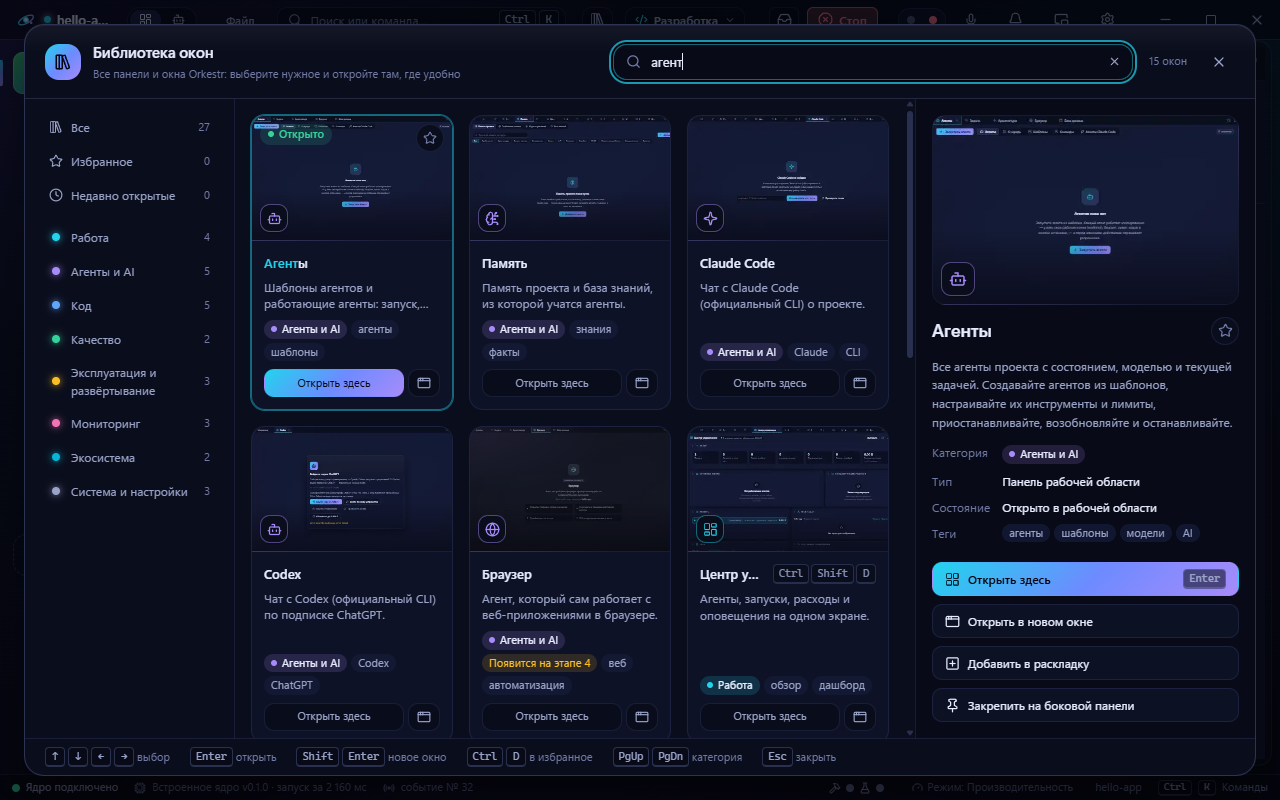 hello-a...
Файл
Поиск или команда
Ctrl K
Разработка
Стоп
Библиотека окон
Все панели и окна Orkestr: выберите нужное и откройте там, где удобно
агент
15 окон
Все 27
Избранное 0
Недавно открытые 0
Работа 4
Агенты и AI 5
Код 5
Качество 2
Эксплуатация и развёртывание 3
Мониторинг 3
Экосистема 2
Система и настройки 3
Открыто
Агенты
Шаблоны агентов и
работающие агенты: запуск,...
Агенты и AI агенты
шаблоны
Открыть здесь
Память
Память проекта и база знаний,
из которой учатся агенты.
Агенты и AI знания
факты
Открыть здесь
Claude Code
Чат с Claude Code
(официальный CLI) о проекте.
Агенты и AI Claude CLI
Открыть здесь
Codex
Чат с Codex (официальный CLI)
по подписке ChatGPT.
Агенты и AI Codex
ChatGPT
Открыть здесь
Браузер
Агент, который сам работает с
веб-приложениями в браузере.
Агенты и AI
Появится на этапе 4 веб
автоматизация
Открыть здесь
Центр у... Ctrl Shift D
Агенты, запуски, расходы и
оповещения на одном экране.
Работа обзор дашборд
Открыть здесь
Агенты
Все агенты проекта с состоянием, моделью и текущей
задачей. Создавайте агентов из шаблонов,
настраивайте их инструменты и лимиты,
приостанавливайте, возобновляйте и останавливайте.
Категория Агенты и AI
Тип Панель рабочей области
Состояние Открыто в рабочей области
Теги агенты шаблоны модели AI
Открыть здесь Enter
Открыть в новом окне
Добавить в раскладку
Закрепить на боковой панели
↑ ↓ ← → выбор Enter открыть Shift Enter новое окно Ctrl D в избранное PgUp PgDn категория Esc закрыть
Ядро подключено Встроенное ядро v0.1.0 · запуск за 2 160 мс событие № 32 Режим: Производительность hello-app Ctrl K Команды